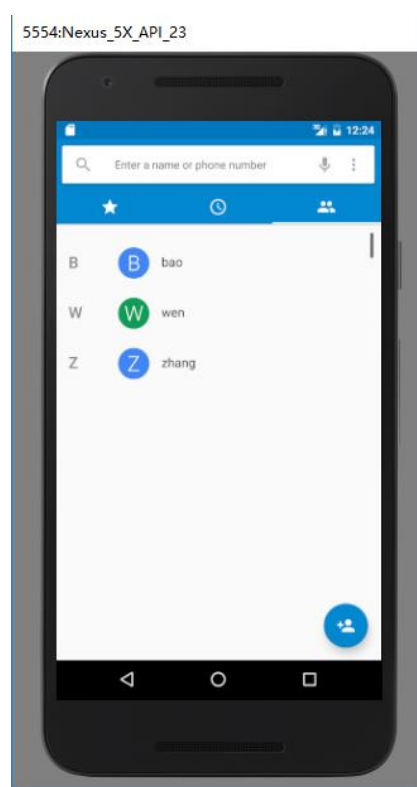 5554:Nexus_5X_API_23
12:24
Enter a name or phone number
B B bao
W W wen
Z Z zhang